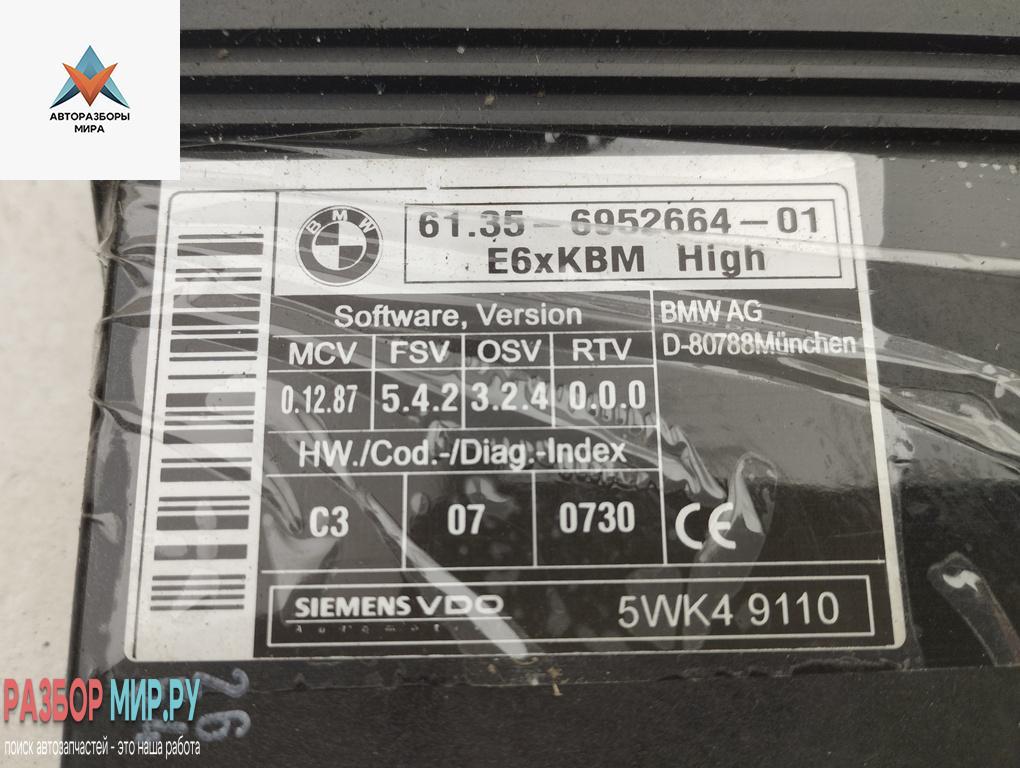 АВТОРАЗБОРЫ
МИРА
BMW
61.35-6952664-01
E6xKBM High
Software, Version
MCV FSV OSV RTV
0.12.87 5.4.2 3.2.4 0.0.0
HW./Cod.-/Diag.-Index
C3 07 0730
BMW AG
D-80788München
CE
SIEMENS VDO
5WK4 9110
26
РАЗБОР МИР.РУ
поиск автозапчастей - это наша работа